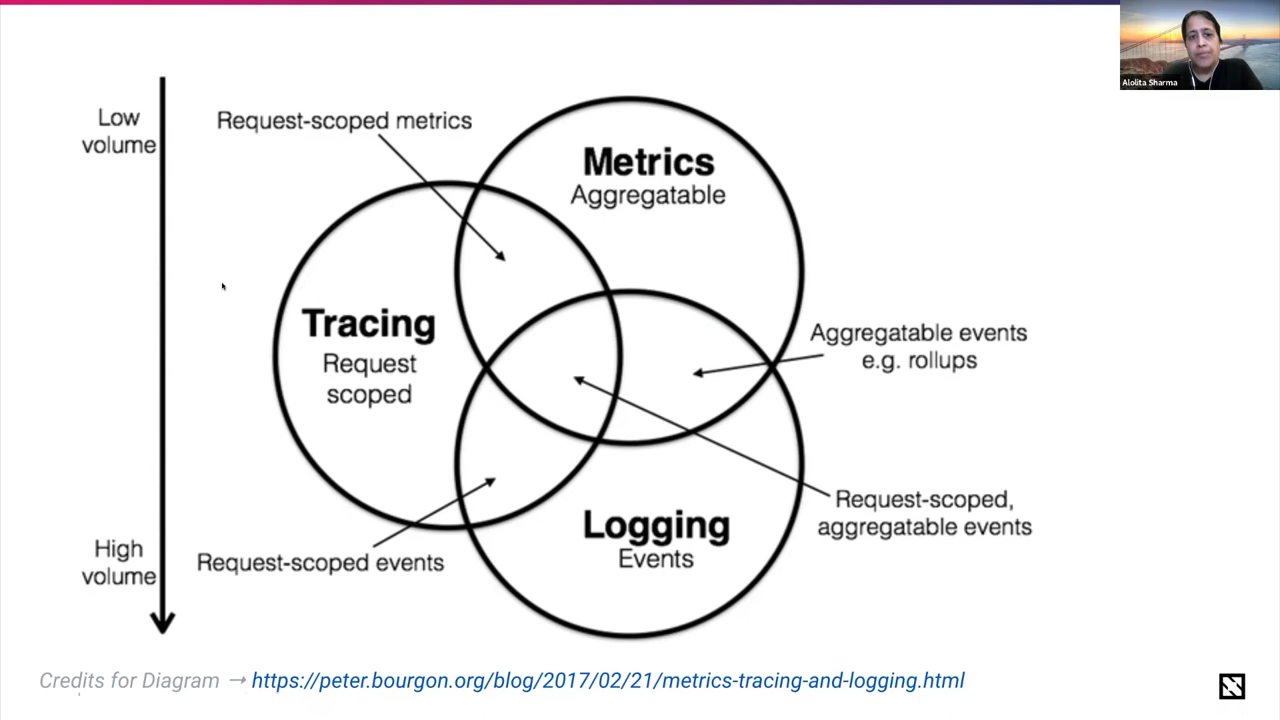 Alolita Sharma
Low
volume
Request-scoped metrics
Metrics
Aggregatable
Tracing
Request
scoped
Aggregatable events
e.g. rollups
Request-scoped,
aggregatable events
Logging
Events
High
volume
Request-scoped events
Credits for Diagram → https://peter.bourgon.org/blog/2017/02/21/metrics-tracing-and-logging.html